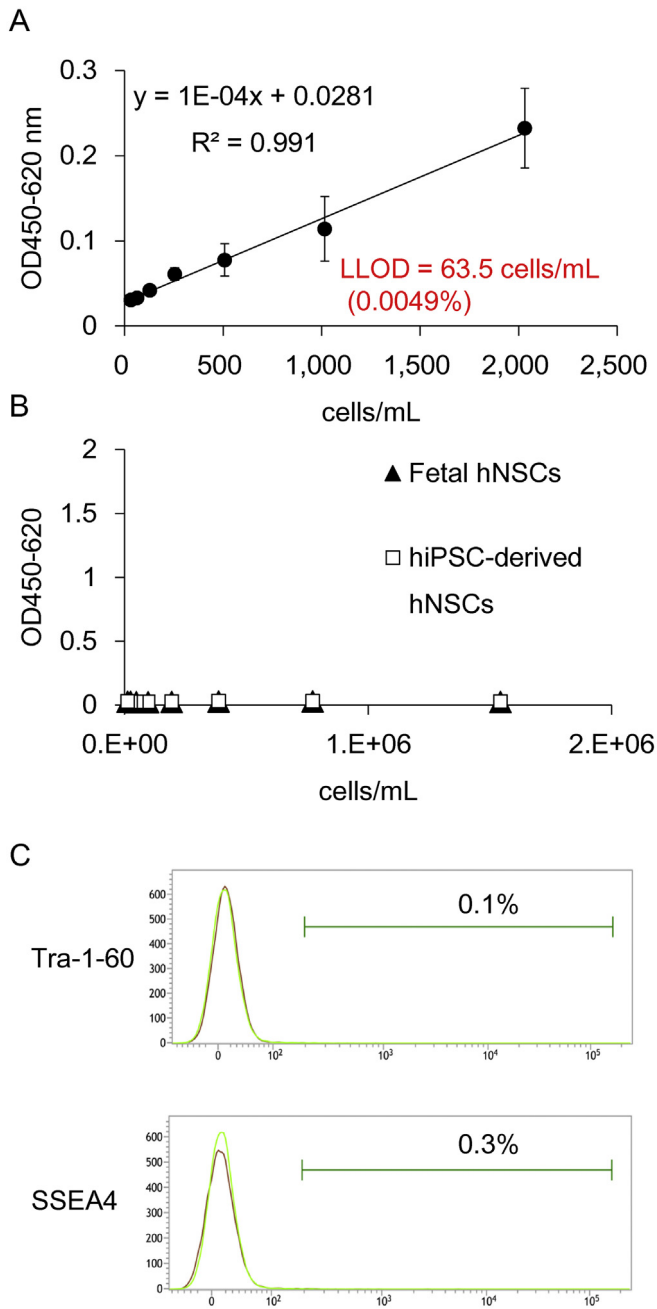 A
0.3
0.2
0.1
0
OD450-620 nm
y = 1E-04x + 0.0281
R² = 0.991
LLOD = 63.5 cells/mL
(0.0049%)
0 500 1,000 1,500 2,000 2,500
cells/mL
B
2
1.5
1
0.5
0
OD450-620
Fetal hNSCs
hiPSC-derived
hNSCs
0.E+00 1.E+06 2.E+06
cells/mL
C
Tra-1-60
600
500
400
300
200
100
0
0.1%
0 10² 10³ 10⁴ 10⁵
SSEA4
600
500
400
300
200
100
0
0.3%
0 10² 10³ 10⁴ 10⁵